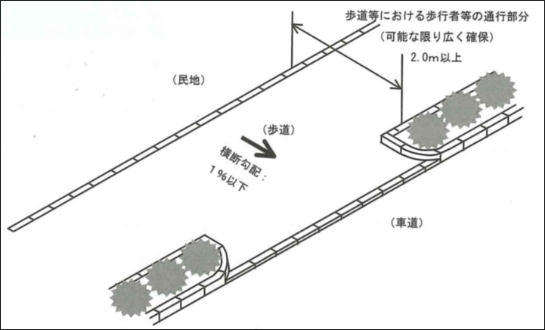 歩道等における歩行者等の通行部分
(可能な限り広く確保)
2.0m以上
(民地)
(歩道)
横断勾配:
1%以下
(車道)